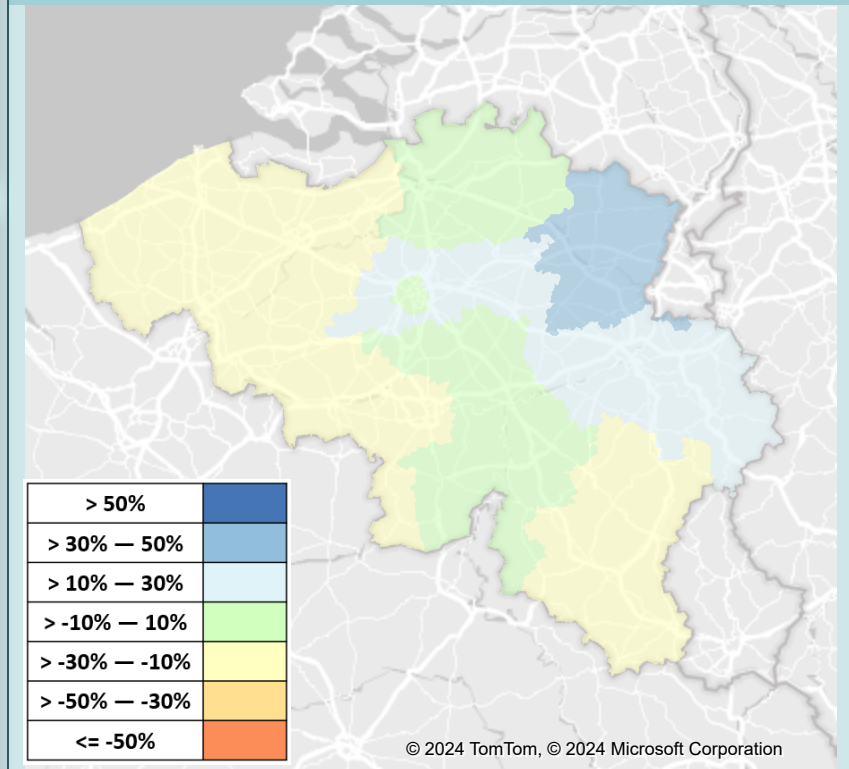 > 50%
> 30% — 50%
> 10% — 30%
> -10% — 10%
> -30% — -10%
> -50% — -30%
<= -50%
© 2024 TomTom, © 2024 Microsoft Corporation